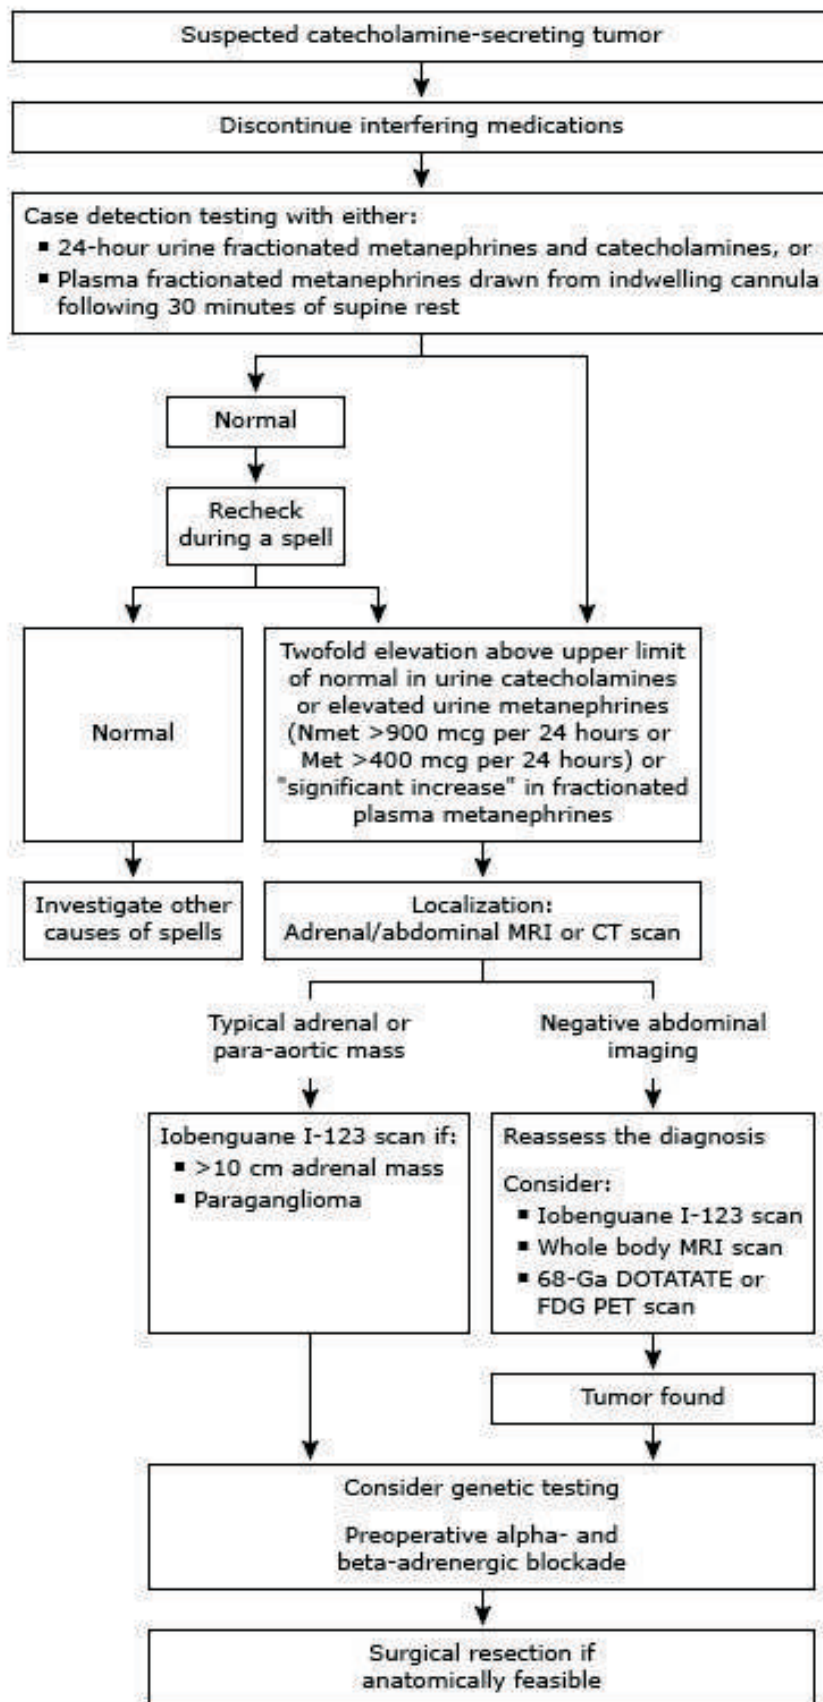 Suspected catecholamine-secreting tumor
Discontinue interfering medications
Case detection testing with either:
▪ 24-hour urine fractionated metanephrines and catecholamines, or
▪ Plasma fractionated metanephrines drawn from indwelling cannula
following 30 minutes of supine rest
Normal
Recheck
during a spell
Normal
Twofold elevation above upper limit
of normal in urine catecholamines
or elevated urine metanephrines
(Nmet >900 mcg per 24 hours or
Met >400 mcg per 24 hours) or
"significant increase" in fractionated
plasma metanephrines
Investigate other
causes of spells
Localization:
Adrenal/abdominal MRI or CT scan
Typical adrenal or
para-aortic mass
Negative abdominal
imaging
Iobenguane I-123 scan if:
▪ >10 cm adrenal mass
▪ Paraganglioma
Reassess the diagnosis
Consider:
▪ Iobenguane I-123 scan
▪ Whole body MRI scan
▪ 68-Ga DOTATATE or
FDG PET scan
Tumor found
Consider genetic testing
Preoperative alpha- and
beta-adrenergic blockade
Surgical resection if
anatomically feasible